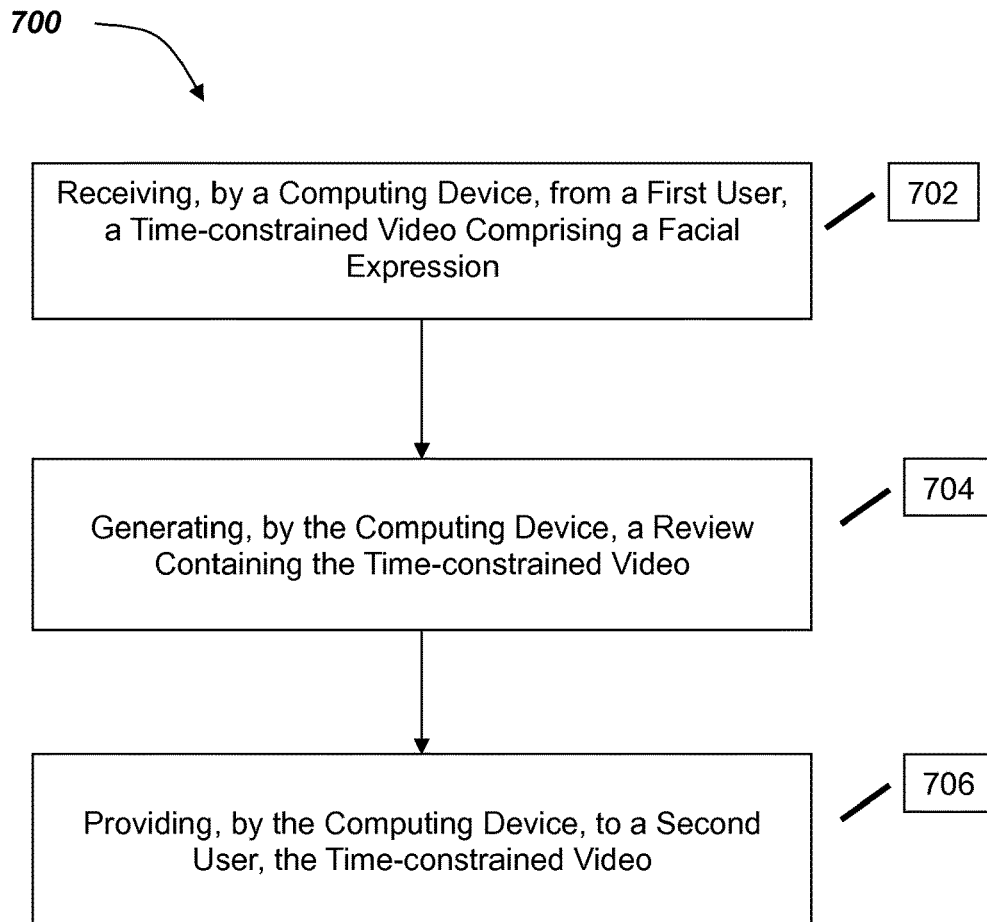 700
Receiving, by a Computing Device, from a First User,
a Time-constrained Video Comprising a Facial
Expression
702
Generating, by the Computing Device, a Review
Containing the Time-constrained Video
704
Providing, by the Computing Device, to a Second
User, the Time-constrained Video
706